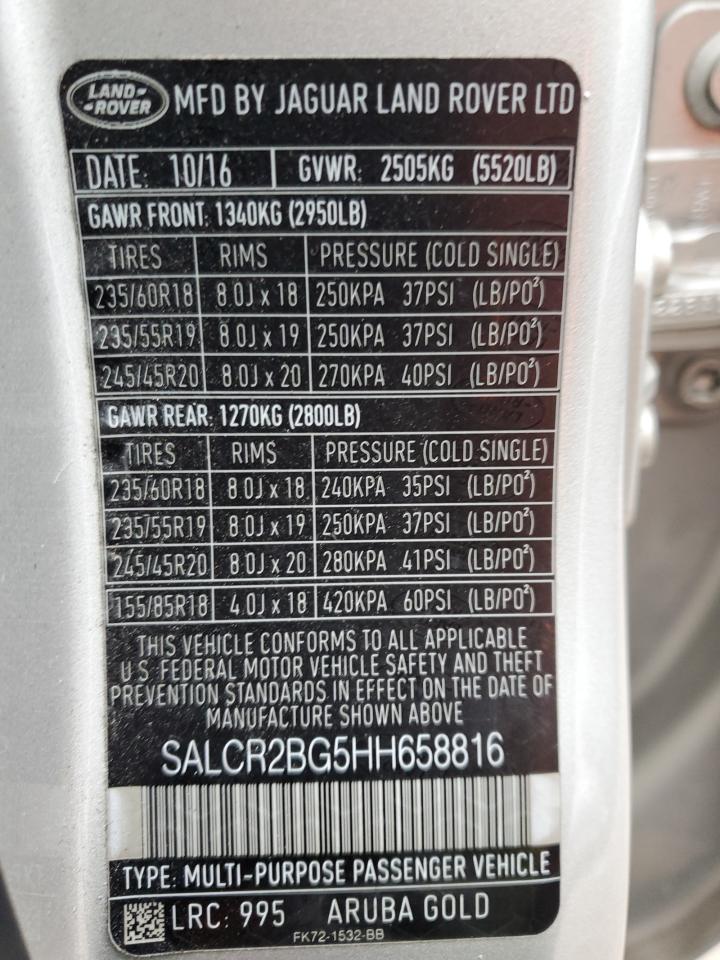 LAND-
-ROVER
MFD BY JAGUAR LAND ROVER LTD
DATE: 10/16 GVWR: 2505KG (5520LB)
GAWR FRONT: 1340KG (2950LB)
TIRES RIMS PRESSURE (COLD SINGLE)
235/60R18 8.0J x 18 250KPA 37PSI (LB/PO²)
235/55R19 8.0J x 19 250KPA 37PSI (LB/PO²)
245/45R20 8.0J x 20 270KPA 40PSI (LB/PO²)
GAWR REAR: 1270KG (2800LB)
TIRES RIMS PRESSURE (COLD SINGLE)
235/60R18 8.0J x 18 240KPA 35PSI (LB/PO²)
235/55R19 8.0J x 19 250KPA 37PSI (LB/PO²)
245/45R20 8.0J x 20 280KPA 41PSI (LB/PO²)
155/85R18 4.0J x 18 420KPA 60PSI (LB/PO²)
THIS VEHICLE CONFORMS TO ALL APPLICABLE
U.S. FEDERAL MOTOR VEHICLE SAFETY AND THEFT
PREVENTION STANDARDS IN EFFECT ON THE DATE OF
MANUFACTURE SHOWN ABOVE
SALCR2BG5HH658816
TYPE: MULTI-PURPOSE PASSENGER VEHICLE
LRC: 995 ARUBA GOLD
FK72-1532-BB